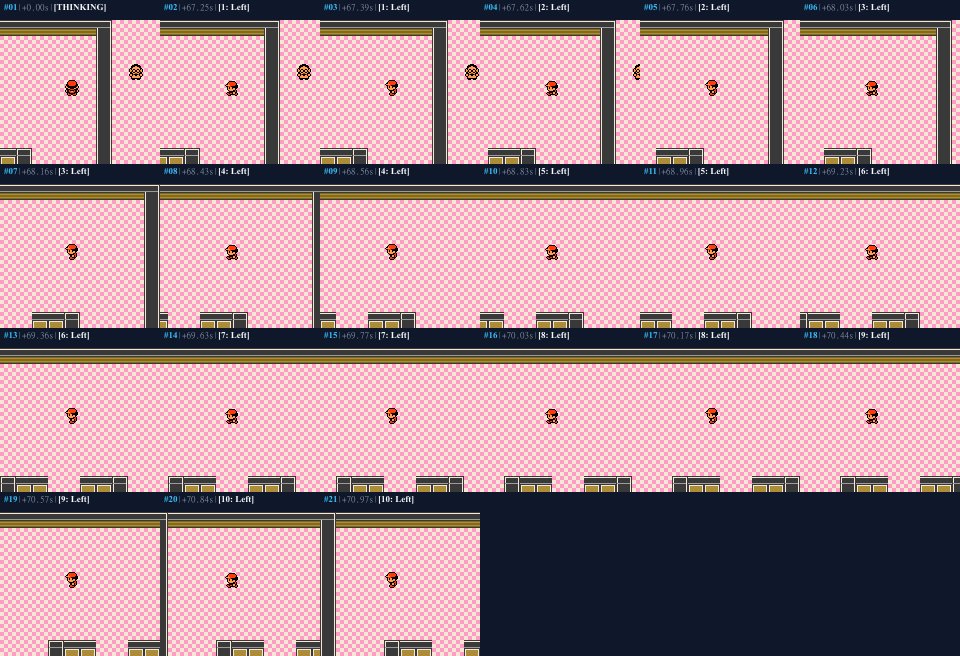 #01 | +0.00s | [THINKING]
#02 | +67.25s | [1: Left]
#03 | +67.39s | [1: Left]
#04 | +67.62s | [2: Left]
#05 | +67.76s | [2: Left]
#06 | +68.03s | [3: Left]
#07 | +68.16s | [3: Left]
#08 | +68.43s | [4: Left]
#09 | +68.56s | [4: Left]
#10 | +68.83s | [5: Left]
#11 | +68.96s | [5: Left]
#12 | +69.23s | [6: Left]
#13 | +69.36s | [6: Left]
#14 | +69.63s | [7: Left]
#15 | +69.77s | [7: Left]
#16 | +70.03s | [8: Left]
#17 | +70.17s | [8: Left]
#18 | +70.44s | [9: Left]
#19 | +70.57s | [9: Left]
#20 | +70.84s | [10: Left]
#21 | +70.97s | [10: Left]